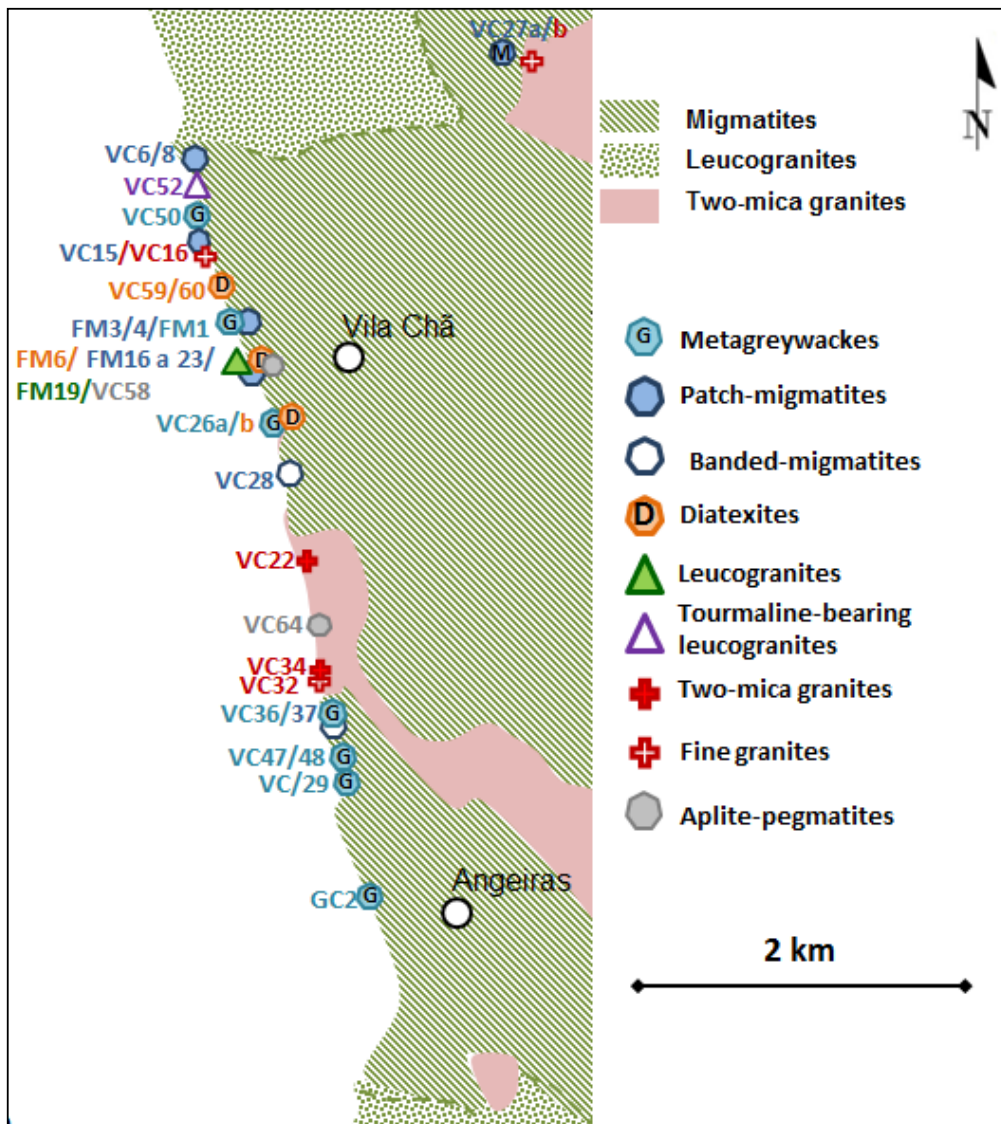 VC27a/b
M
N
Migmatites
Leucogranites
Two-mica granites
VC6/8
VC52
VC50 G
VC15/VC16
VC59/60 D
FM3/4/FM1 G
Vila Chã
FM6/ FM16 a 23/ D
FM19/VC58
VC26a/b G D
VC28
VC22
VC64
VC34
VC32
VC36/37 G
VC47/48 G
VC/29 G
Angeiras
GC2 G
G Metagreywackes
Patch-migmatites
Banded-migmatites
D Diatexites
Leucogranites
Tourmaline-bearing
leucogranites
Two-mica granites
Fine granites
Aplite-pegmatites
2 km